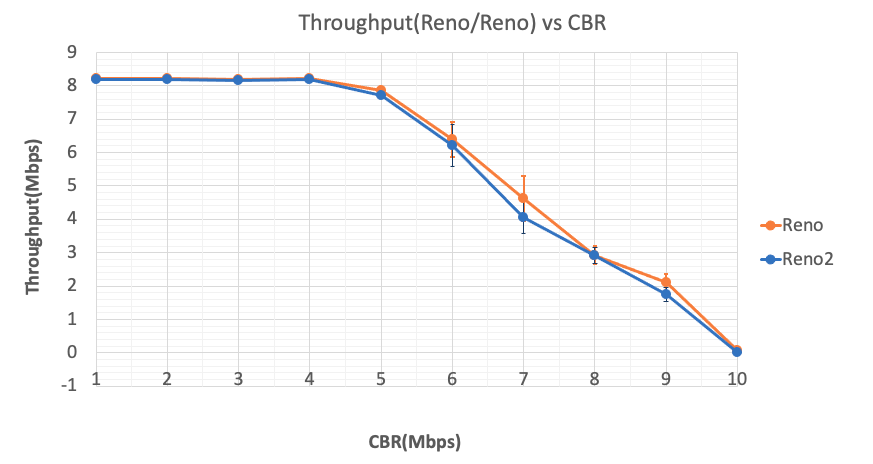 Throughput(Reno/Reno) vs CBR
9
8
7
6
5
4
3
2
1
0
-1
Throughput(Mbps)
1 2 3 4 5 6 7 8 9 10
CBR(Mbps)
Reno
Reno2